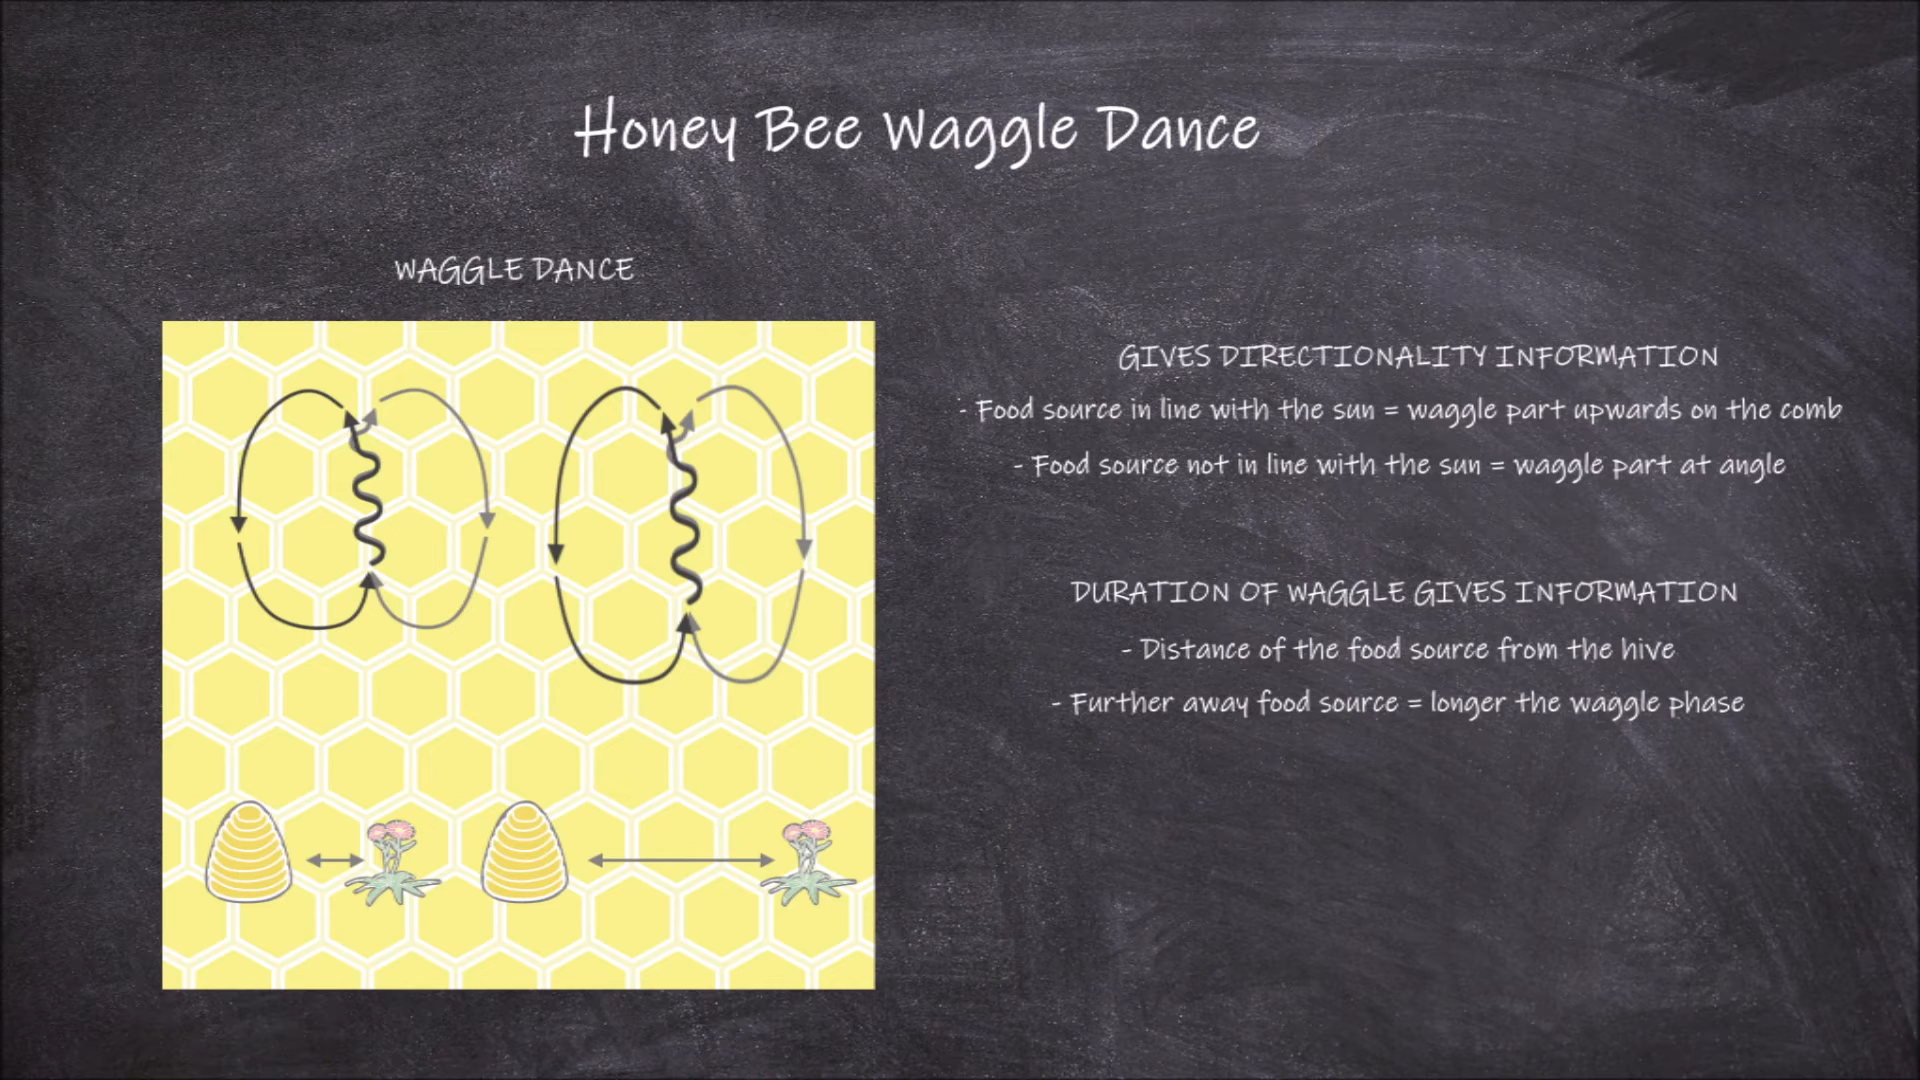 Honey Bee Waggle Dance
WAGGLE DANCE
GIVES DIRECTIONALITY INFORMATION
- Food source in line with the sun = waggle part upwards on the comb
- Food source not in line with the sun = waggle part at angle
DURATION OF WAGGLE GIVES INFORMATION
- Distance of the food source from the hive
- Further away food source = longer the waggle phase